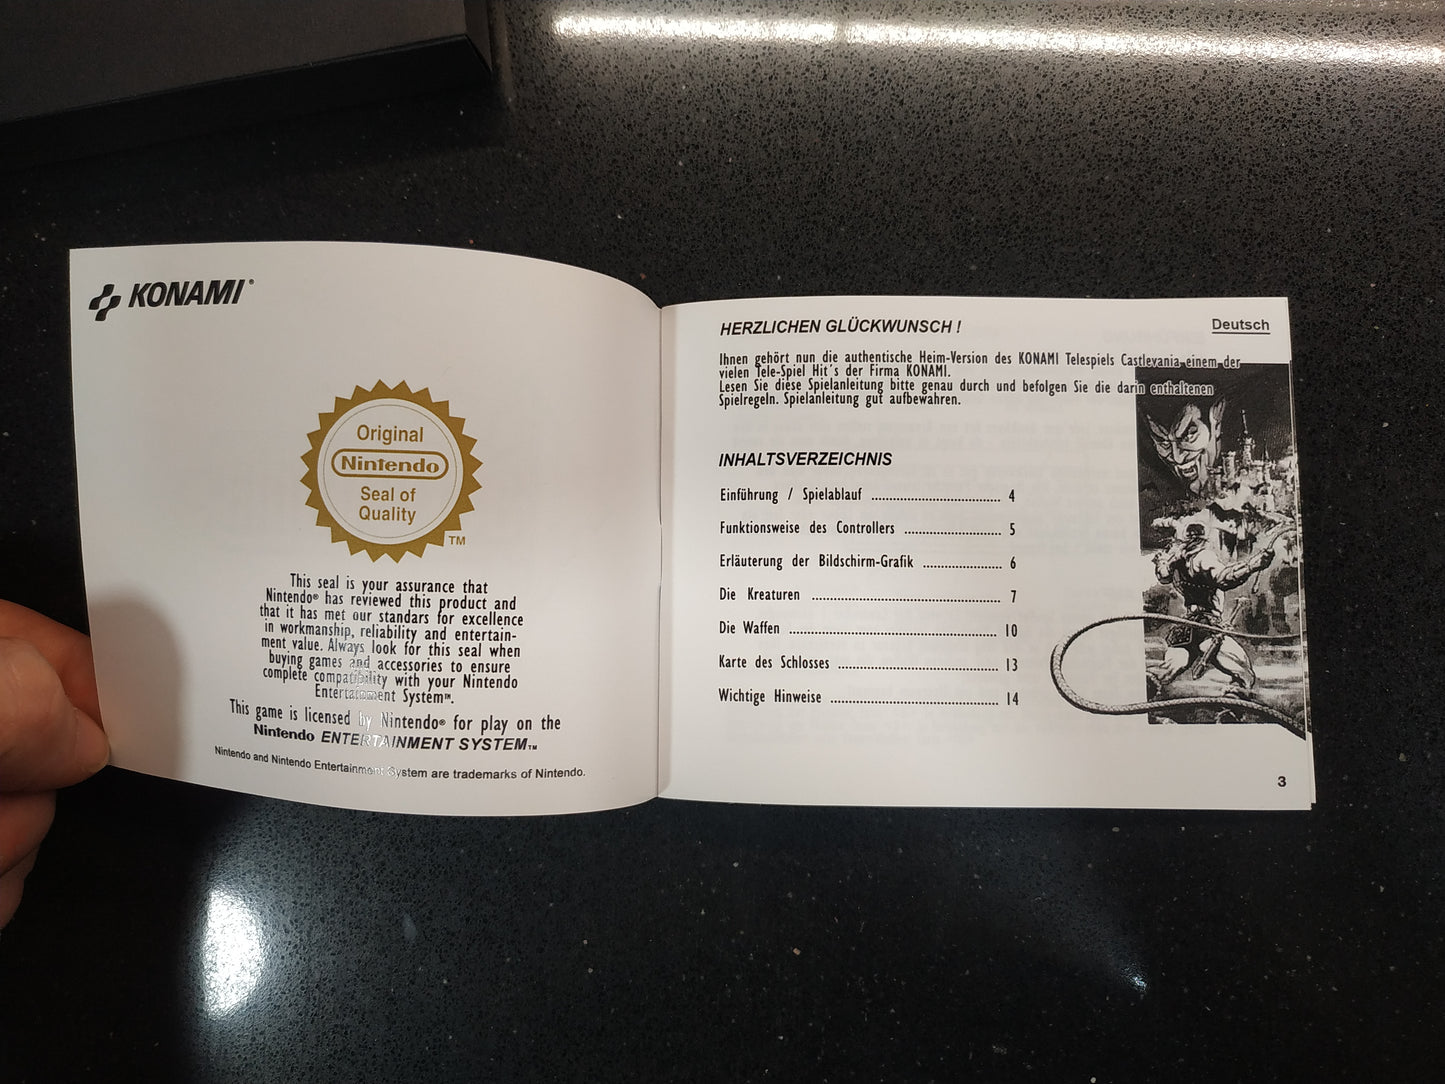 KONAMI®
Original
Nintendo
Seal of
Quality
TM
This seal is your assurance that
Nintendo® has reviewed this product and
that it has met our standars for excellence
in workmanship, reliability and entertain-
ment value. Always look for this seal when
buying games and accessories to ensure
complete compatibility with your Nintendo
Entertainment System™.
This game is licensed by Nintendo® for play on the
Nintendo ENTERTAINMENT SYSTEM™
Nintendo and Nintendo Entertainment System are trademarks of Nintendo.
Deutsch
HERZLICHEN GLÜCKWUNSCH !
Ihnen gehört nun die authentische Heim-Version des KONAMI Telespiels Castlevania-einem der
vielen Tele-Spiel Hit´s der Firma KONAMI.
Lesen Sie diese Spielanleitung bitte genau durch und befolgen Sie die darin enthaltenen
Spielregeln. Spielanleitung gut aufbewahren.
INHALTSVERZEICHNIS
Einführung / Spielablauf ................................ 4
Funktionsweise des Controllers ........................ 5
Erläuterung der Bildschirm-Grafik .................... 6
Die Kreaturen ............................................... 7
Die Waffen .................................................... 10
Karte des Schlosses ........................................ 13
Wichtige Hinweise .......................................... 14
3